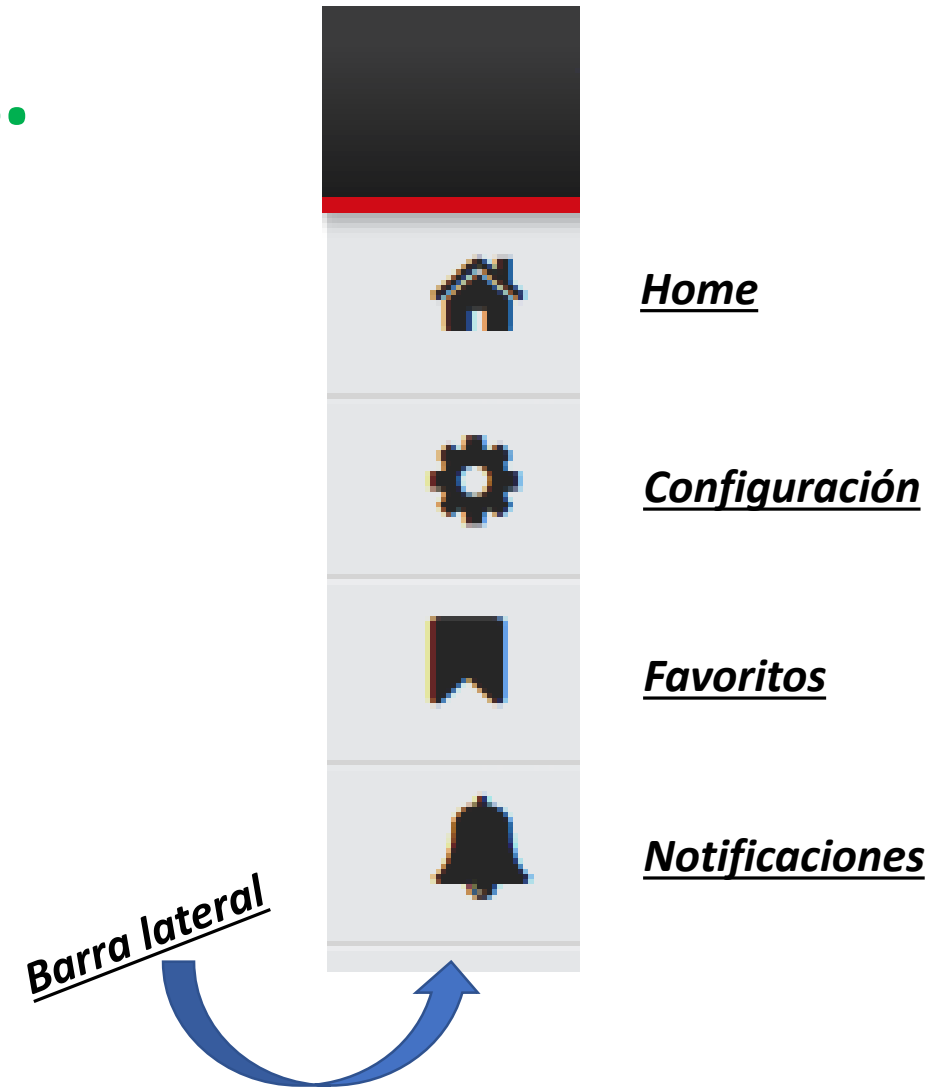 Home
Configuración
Favoritos
Notificaciones
Barra lateral